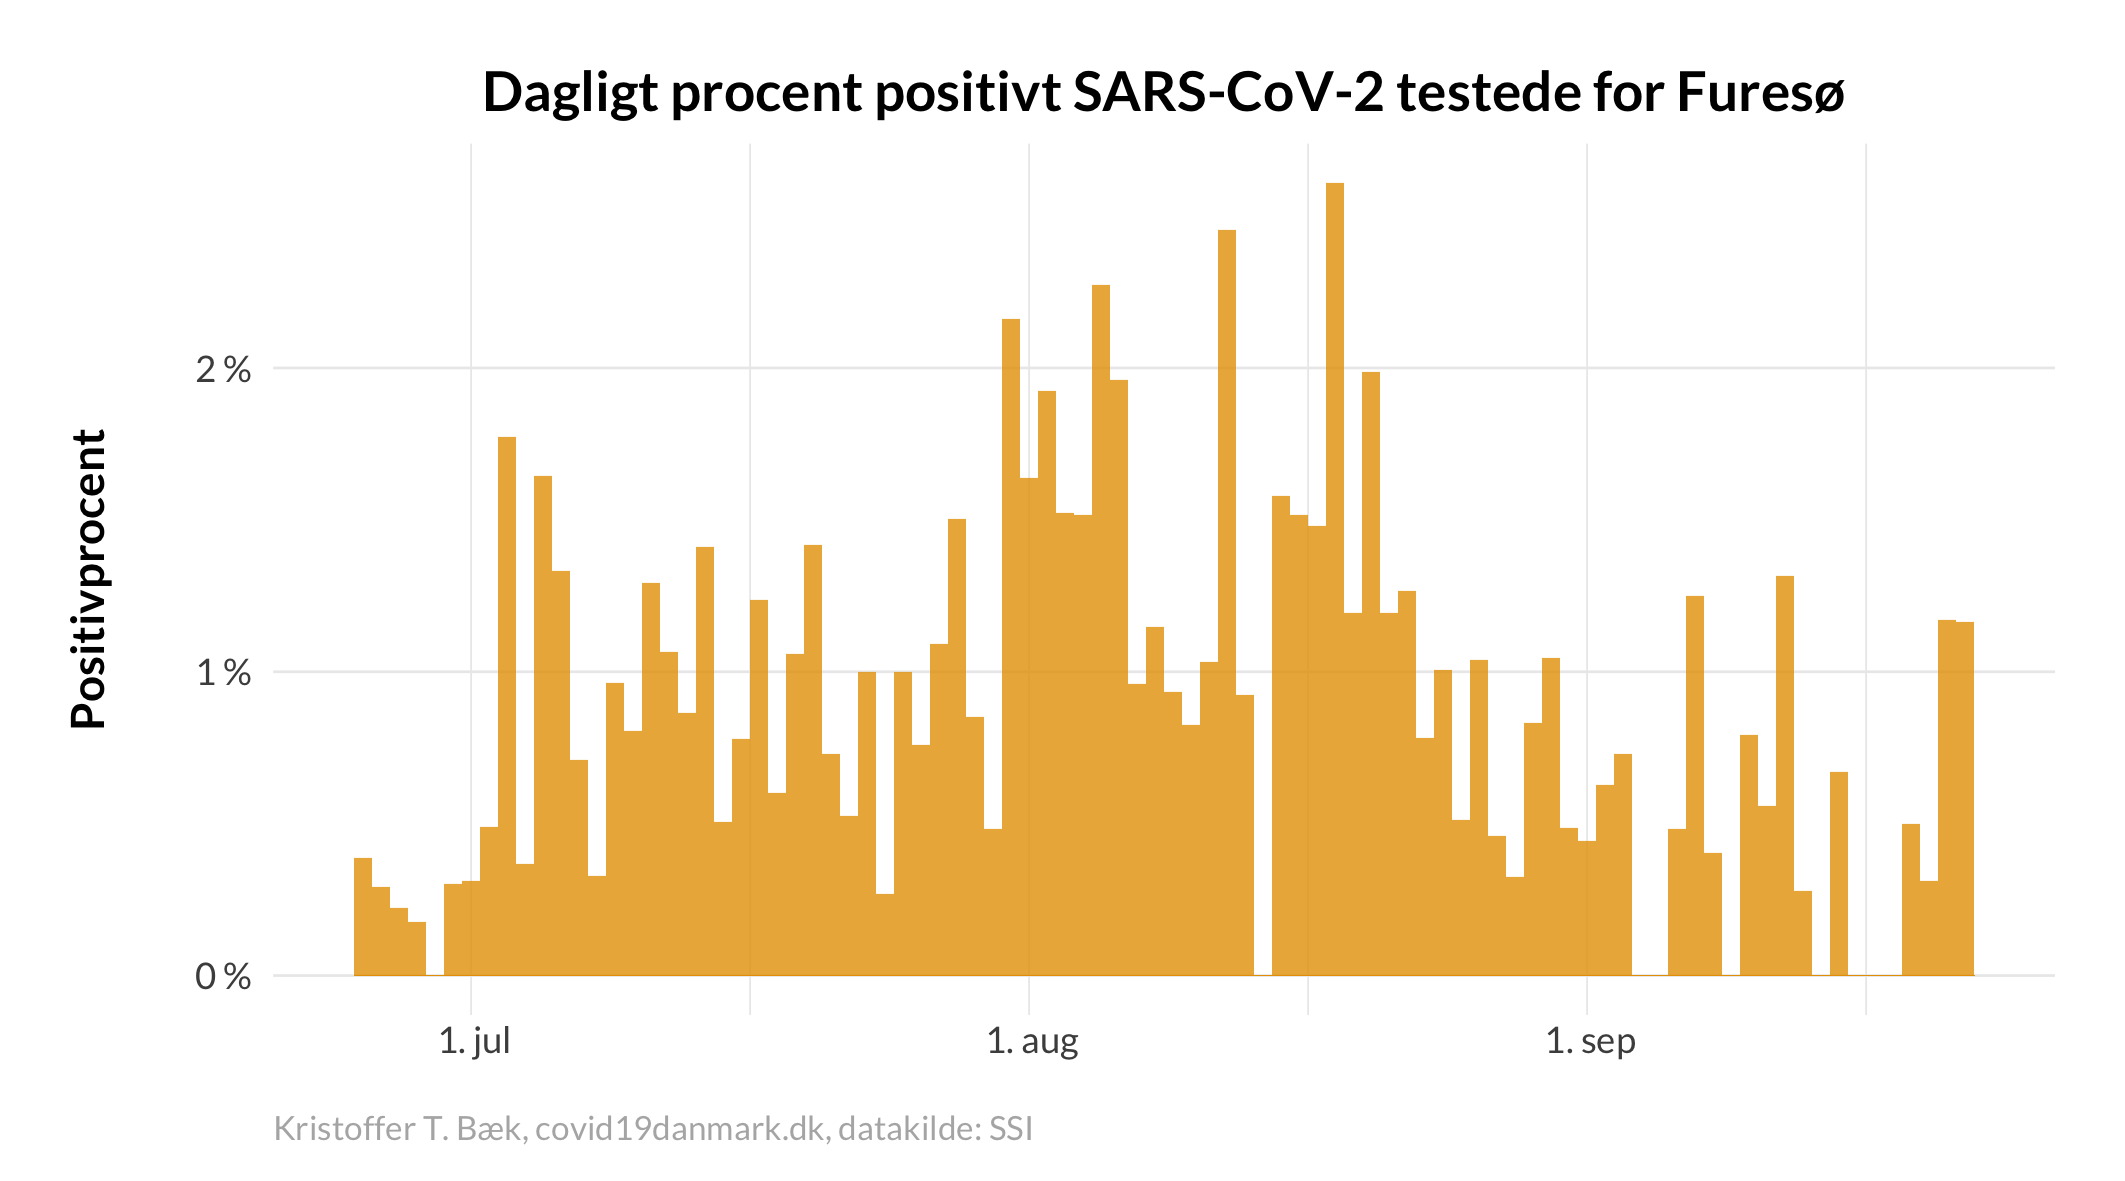 Dagligt procent positivt SARS-CoV-2 testede for Furesø
Positivprocent
2 %
1 %
0 %
1. jul
1. aug
1. sep
Kristoffer T. Bæk, covid19danmark.dk, datakilde: SSI